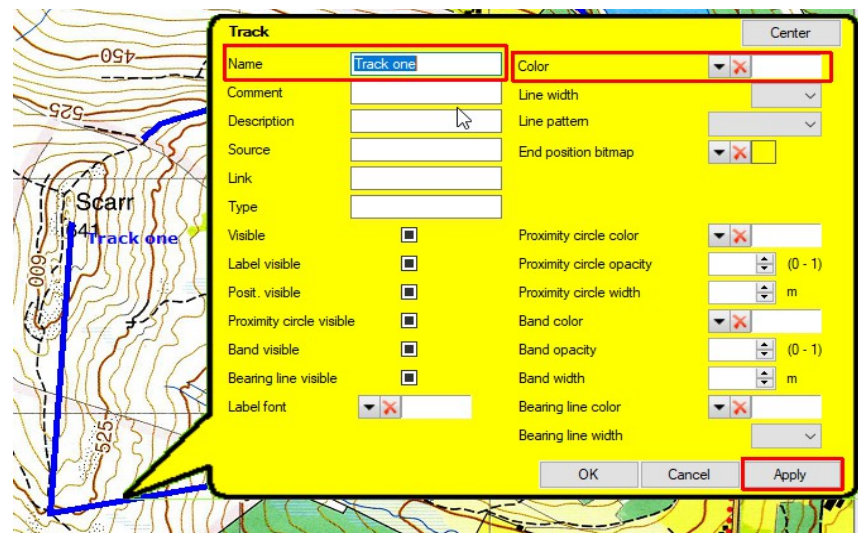 Track
Center
Name
Track one
Color
Comment
Line width
Description
Line pattern
Source
End position bitmap
Link
Type
Visible
Proximity circle color
Label visible
Proximity circle opacity
(0 - 1)
Posit. visible
Proximity circle width
m
Proximity circle visible
Band color
Band visible
Band opacity
(0 - 1)
Bearing line visible
Band width
m
Label font
Bearing line color
Bearing line width
OK
Cancel
Apply
450
525
Scarr
641
Track one
600
525